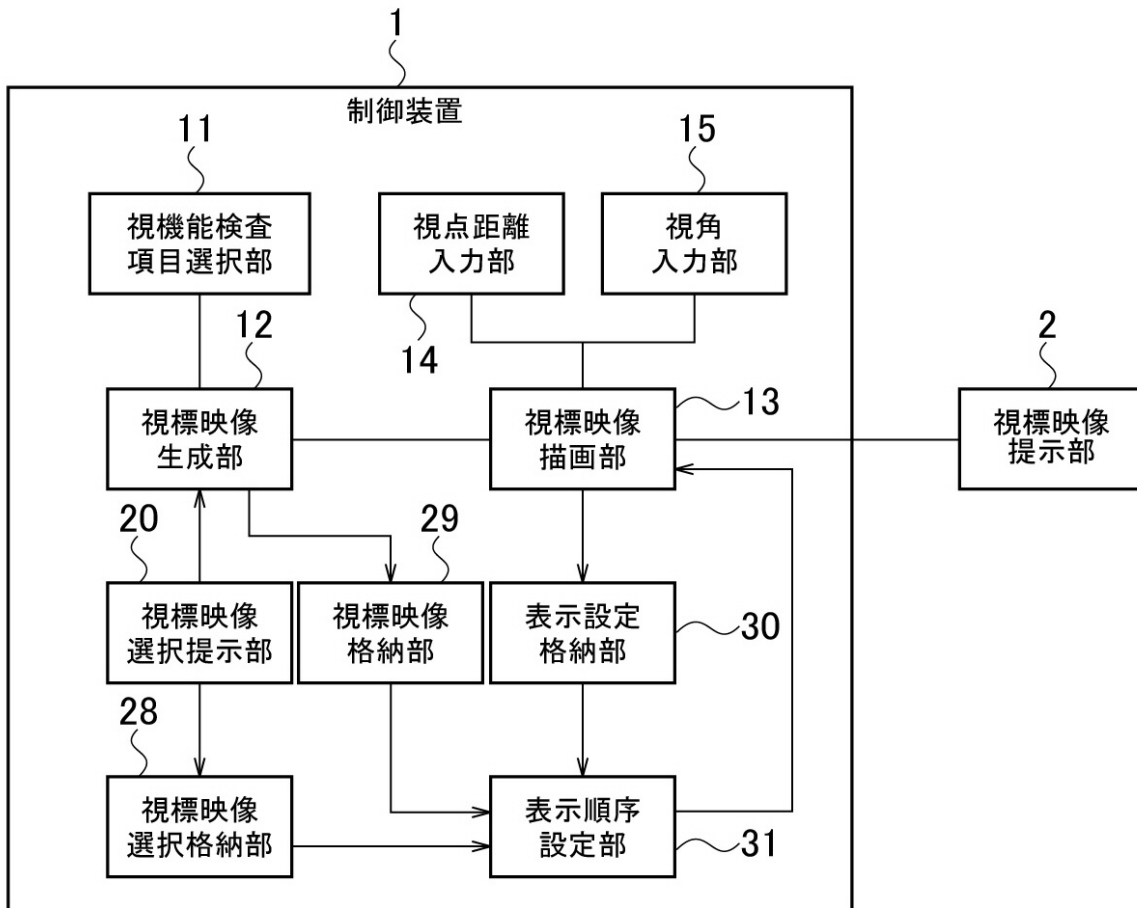 1
制御装置
11
15
視機能検査
項目選択部
視点距離
入力部
視角
入力部
12
14
2
視標映像
生成部
視標映像
描画部
13
視標映像
提示部
20
29
視標映像
選択提示部
視標映像
格納部
表示設定
格納部
30
28
視標映像
選択格納部
表示順序
設定部
31